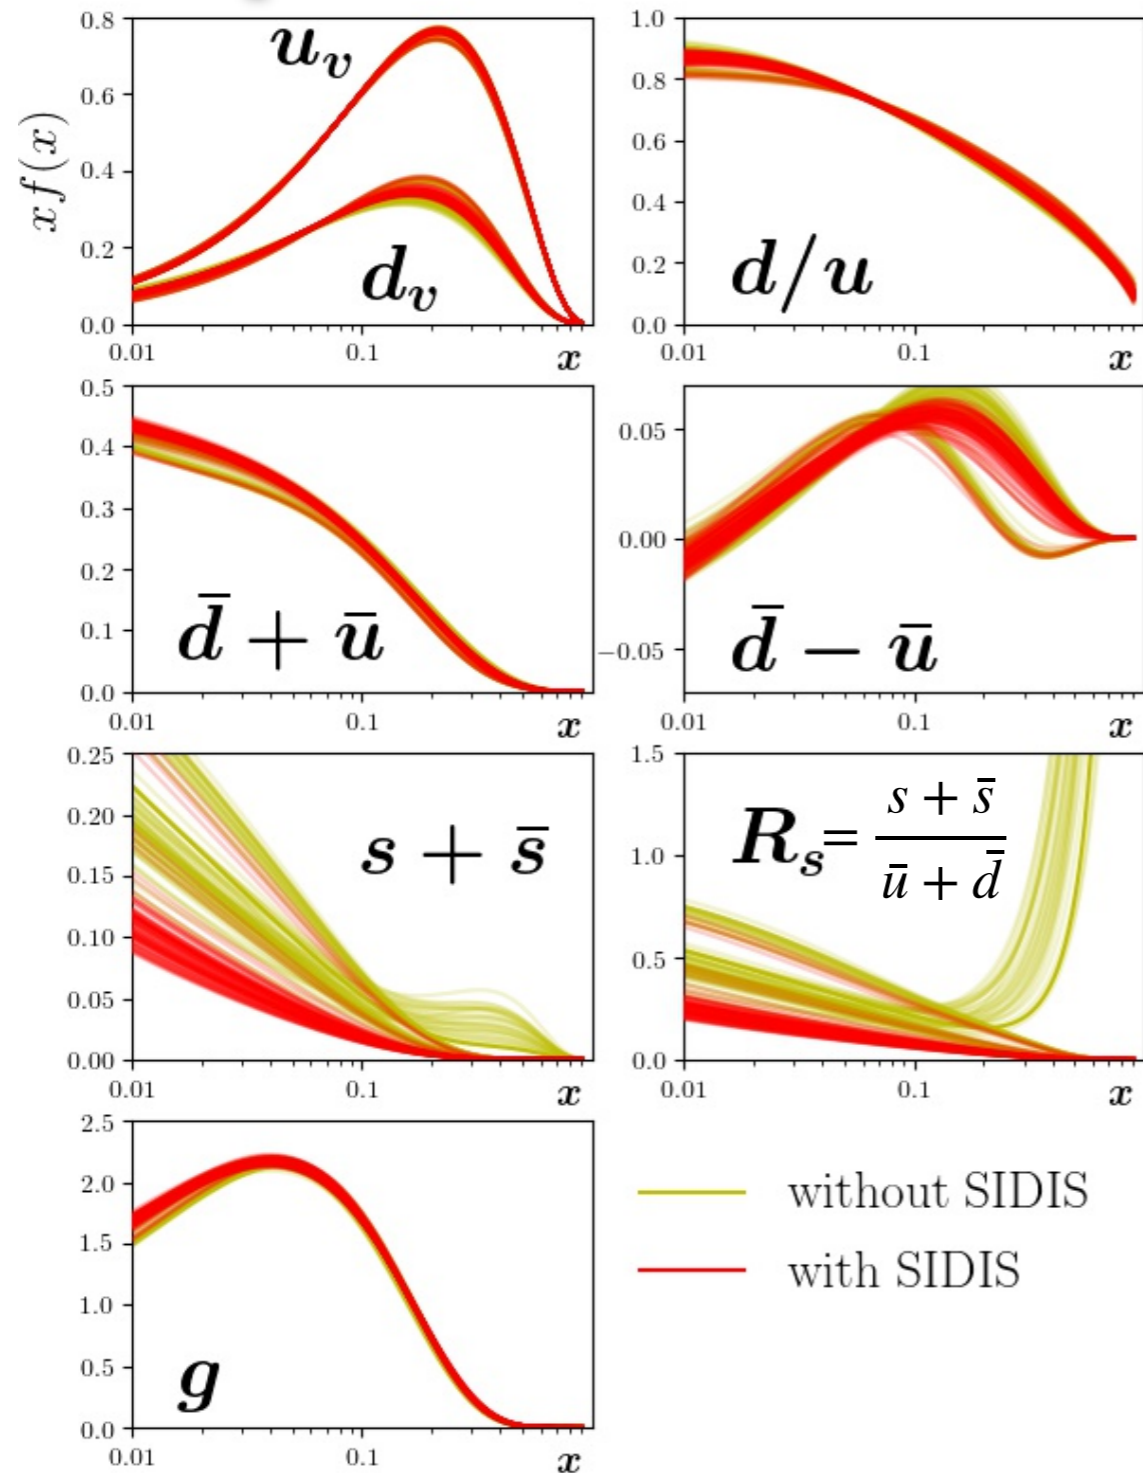 0.8
0.6
0.4
0.2
0.0
xf(x)
u_v
d_v
0.01 0.1 x
1.0
0.8
0.6
0.4
0.2
0.0
d/u
0.01 0.1 x
0.5
0.4
0.3
0.2
0.1
0.0
d̄ + ū
0.01 0.1 x
0.05
0.00
−0.05
d̄ − ū
0.01 0.1 x
0.25
0.20
0.15
0.10
0.05
0.00
s + s̄
0.01 0.1 x
1.5
1.0
0.5
0.0
R_s = (s + s̄)/(ū + d̄)
0.01 0.1 x
2.5
2.0
1.5
1.0
0.5
0.0
g
0.01 0.1 x
without SIDIS
with SIDIS